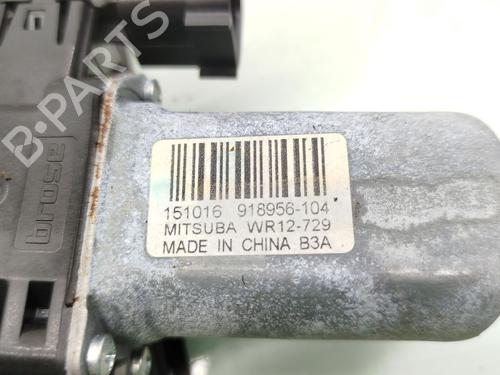 B-PARTS
brose
151016 918956-104
MITSUBA WR12-729
MADE IN CHINA B3A